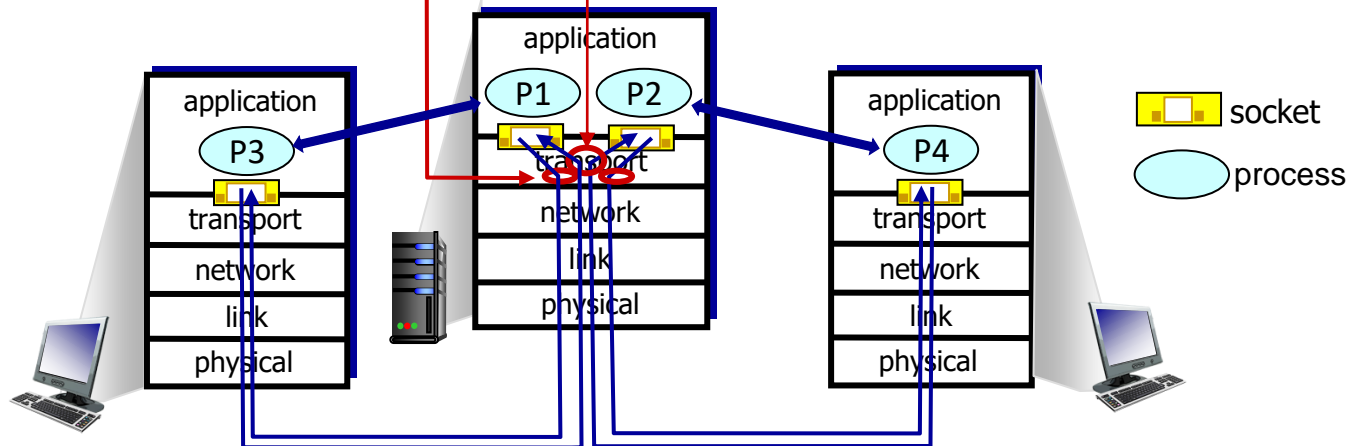 application
P3
transport
network
link
physical
application
P1
P2
transport
network
link
physical
application
P4
transport
network
link
physical
socket
process